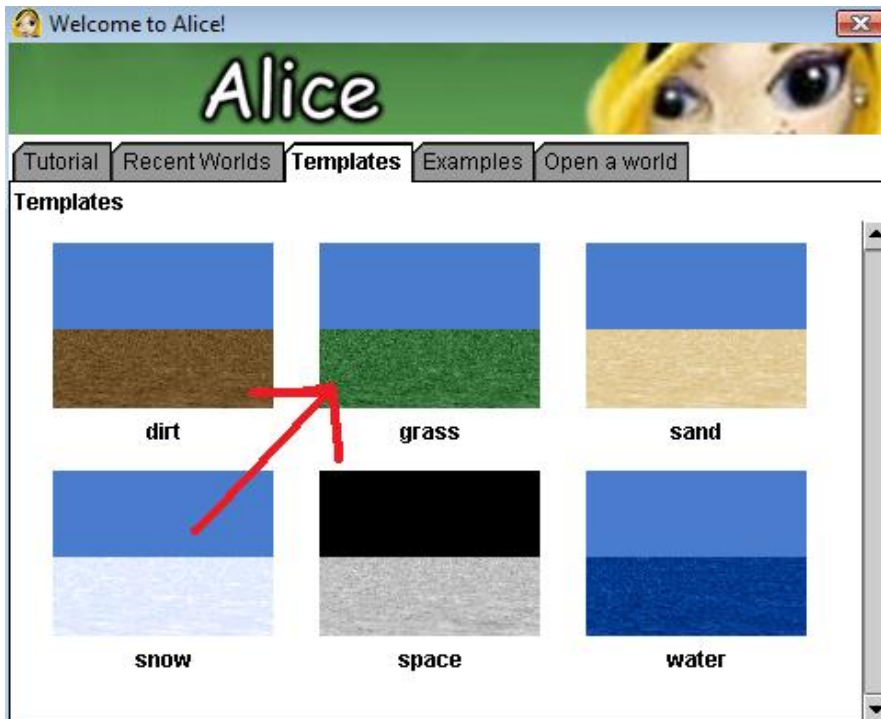 Welcome to Alice!
Alice
Tutorial Recent Worlds Templates Examples Open a world
Templates
dirt grass sand
snow space water